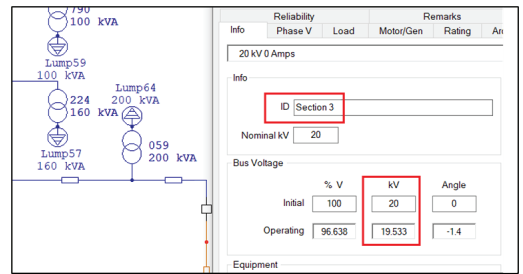 790
100 kVA
Lump59
100 kVA
224
160 kVA
Lump57
160 kVA
Lump64
200 kVA
059
200 kVA
Reliability Remarks
Info Phase V Load Motor/Gen Rating
20 kV 0 Amps
Info
ID Section 3
Nominal kV 20
Bus Voltage
% V kV Angle
Initial 100 20 0
Operating 96.638 19.533 -1.4
Equipment